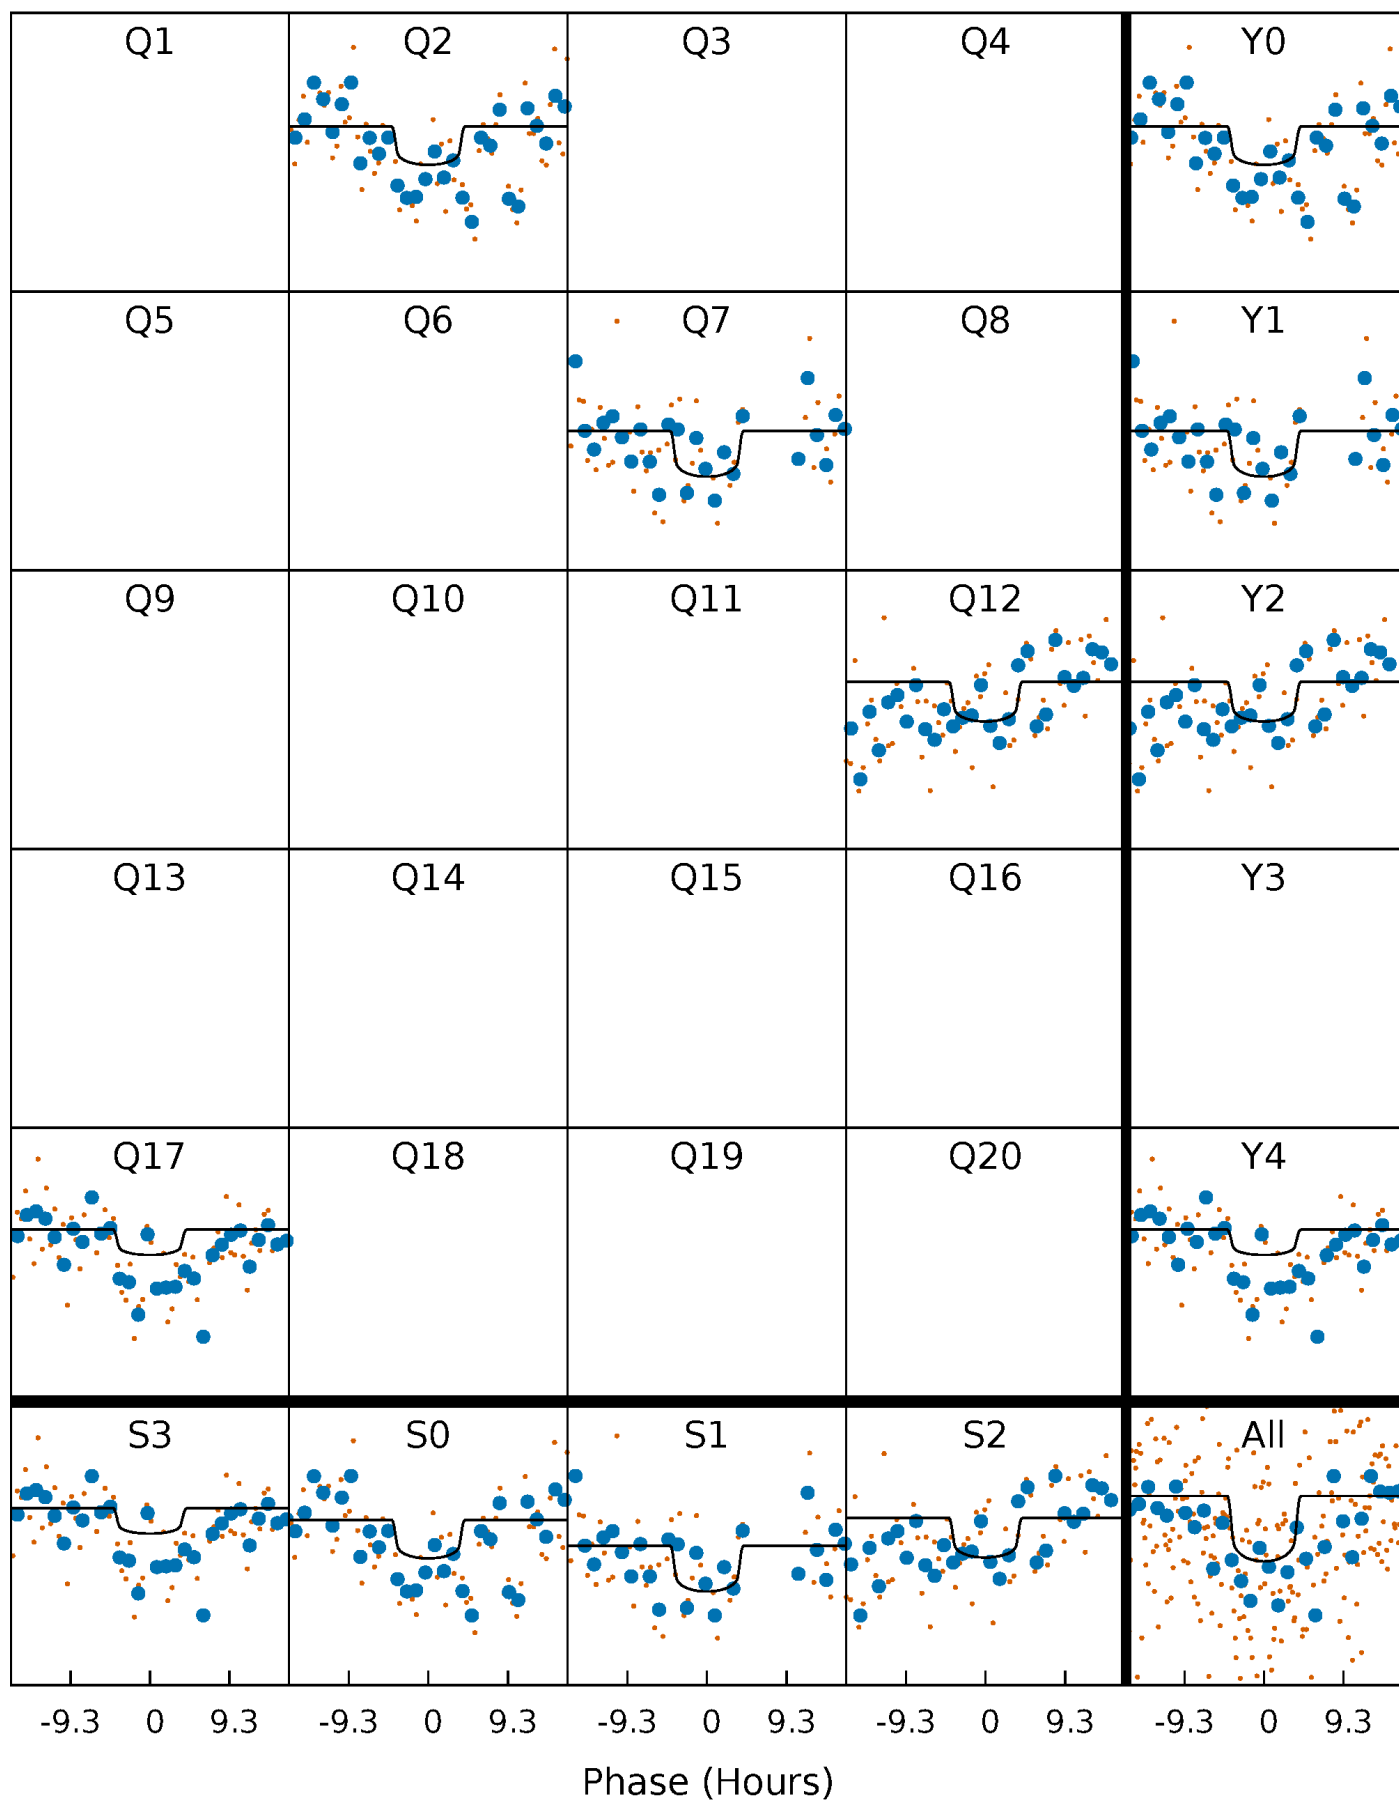 Q1 Q2 Q3 Q4 Y0
Q5 Q6 Q7 Q8 Y1
Q9 Q10 Q11 Q12 Y2
Q13 Q14 Q15 Q16 Y3
Q17 Q18 Q19 Q20 Y4
S3 S0 S1 S2 All
-9.3 0 9.3 -9.3 0 9.3 -9.3 0 9.3 -9.3 0 9.3 -9.3 0 9.3
Phase (Hours)